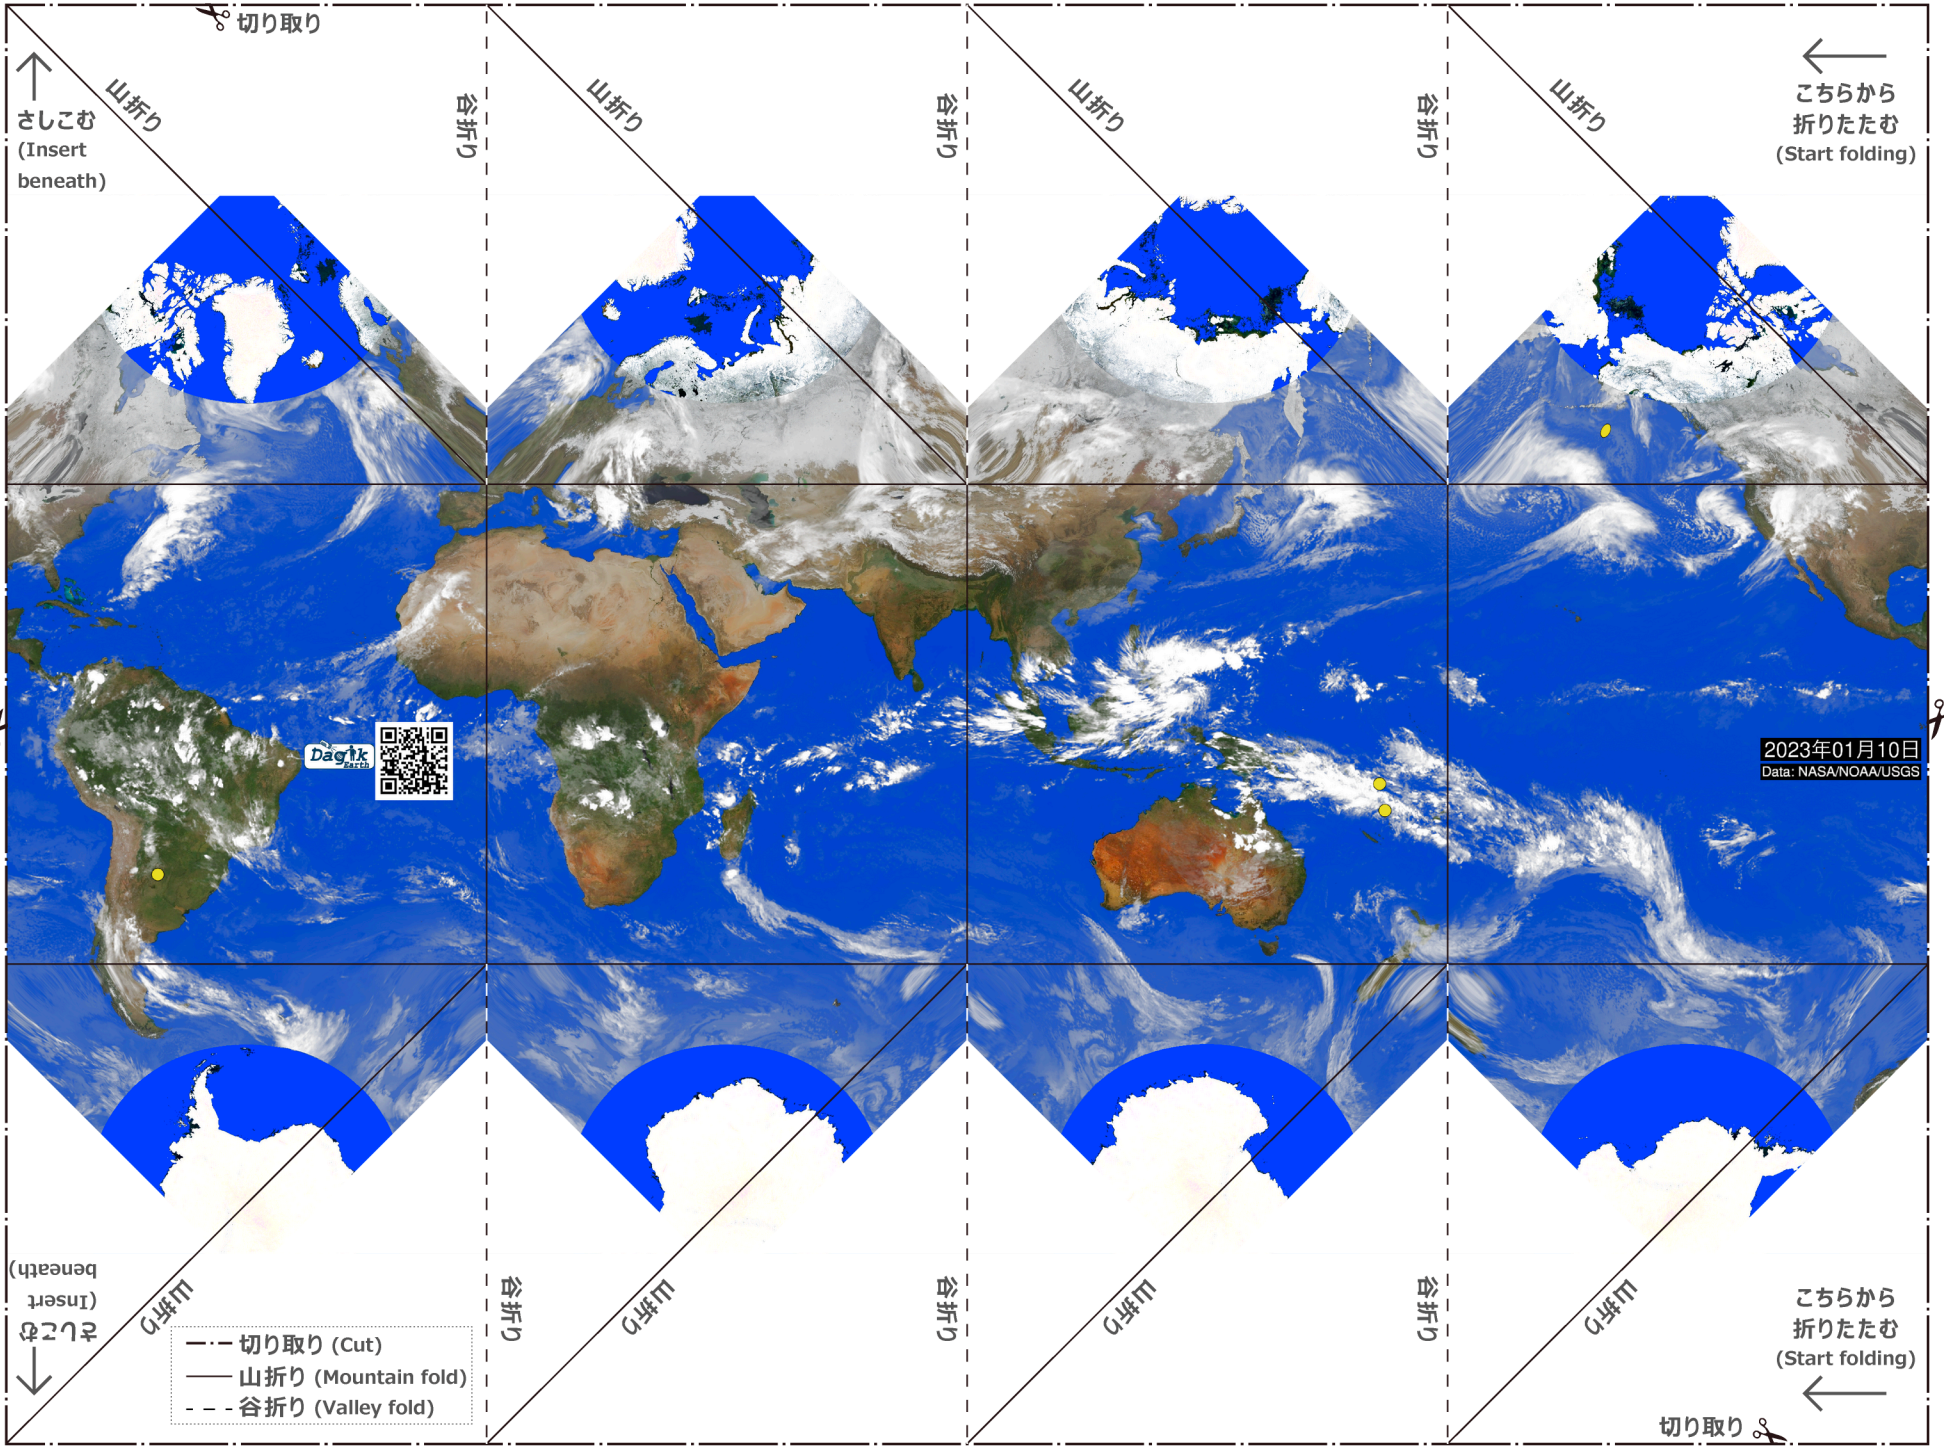 切り取り
山折り
谷折り
山折り
谷折り
山折り
谷折り
山折り
さしこむ
(Insert
beneath)
こちらから
折りたたむ
(Start folding)
Dagik
Earth
2023年01月10日
Data: NASA/NOAA/USGS
さしこむ
(Insert
beneath)
山折り
谷折り
山折り
谷折り
山折り
谷折り
山折り
こちらから
折りたたむ
(Start folding)
切り取り (Cut)
山折り (Mountain fold)
谷折り (Valley fold)
切り取り